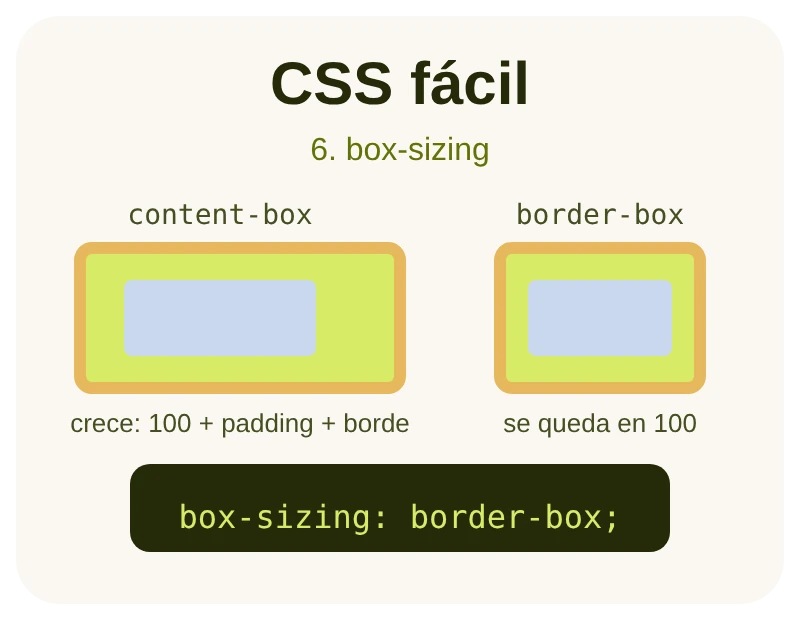 CSS fácil
6. box-sizing
content-box
border-box
crece: 100 + padding + borde
se queda en 100
box-sizing: border-box;